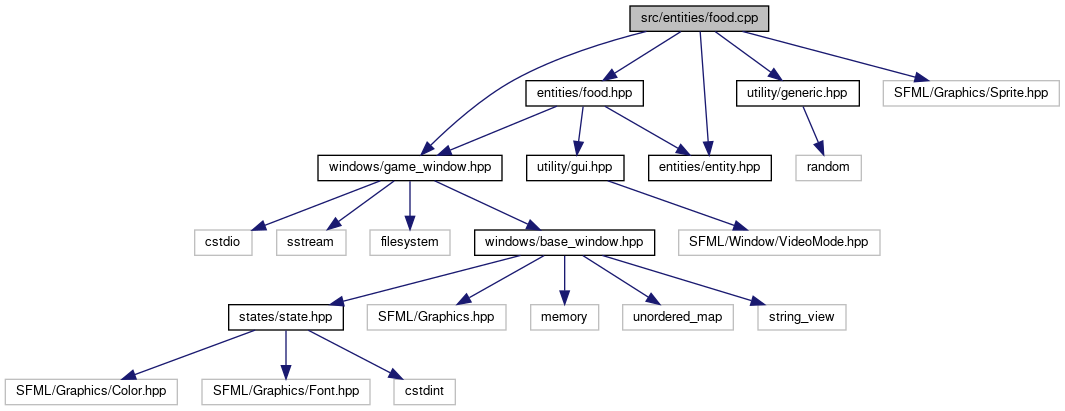 src/entities/food.cpp
entities/food.hpp
utility/generic.hpp
SFML/Graphics/Sprite.hpp
windows/game_window.hpp
utility/gui.hpp
entities/entity.hpp
random
cstdio
sstream
filesystem
windows/base_window.hpp
SFML/Window/VideoMode.hpp
states/state.hpp
SFML/Graphics.hpp
memory
unordered_map
string_view
SFML/Graphics/Color.hpp
SFML/Graphics/Font.hpp
cstdint